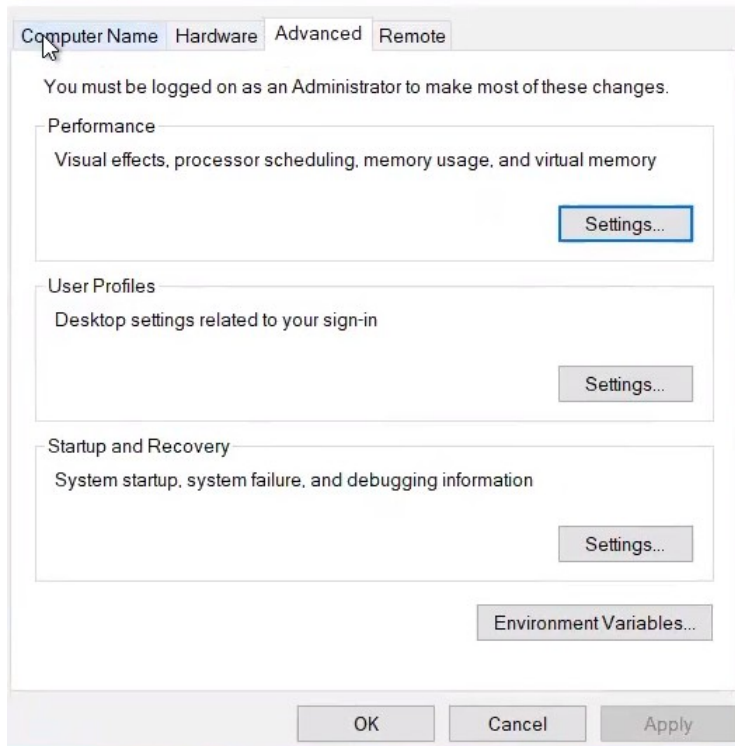 Computer Name Hardware Advanced Remote
You must be logged on as an Administrator to make most of these changes.
Performance
Visual effects, processor scheduling, memory usage, and virtual memory
Settings...
User Profiles
Desktop settings related to your sign-in
Settings...
Startup and Recovery
System startup, system failure, and debugging information
Settings...
Environment Variables...
OK Cancel Apply